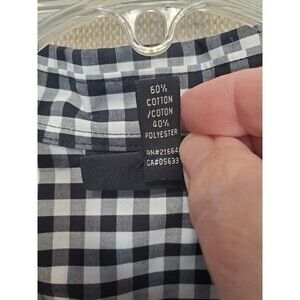 60%
COTTON
/COTON
40%
POLYESTER
RN#21664
CA#05633